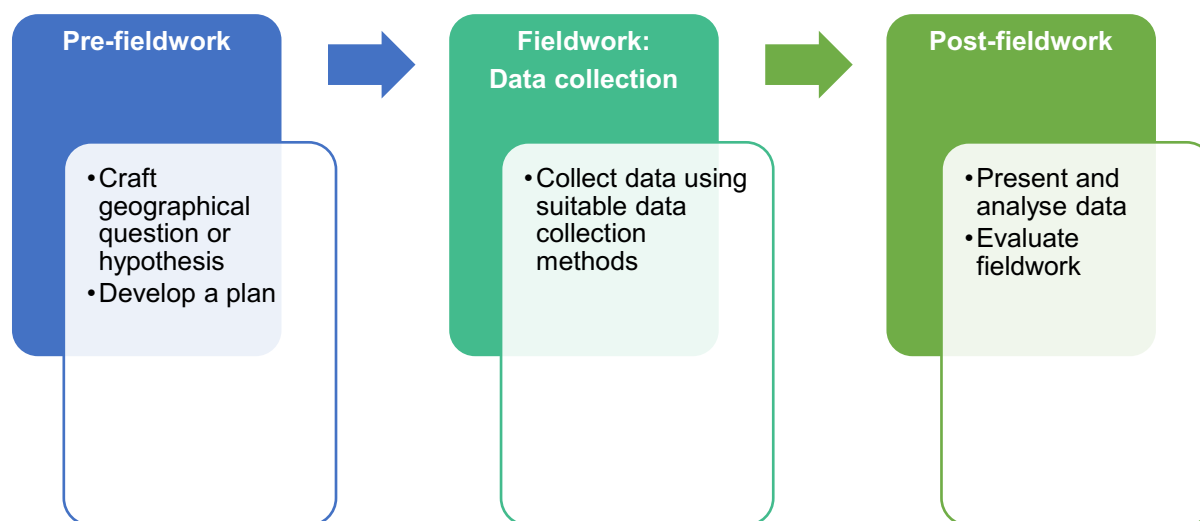 Pre-fieldwork
•Craft
geographical
question or
hypothesis
•Develop a plan
Fieldwork:
Data collection
•Collect data using
suitable data
collection
methods
Post-fieldwork
•Present and
analyse data
•Evaluate
fieldwork